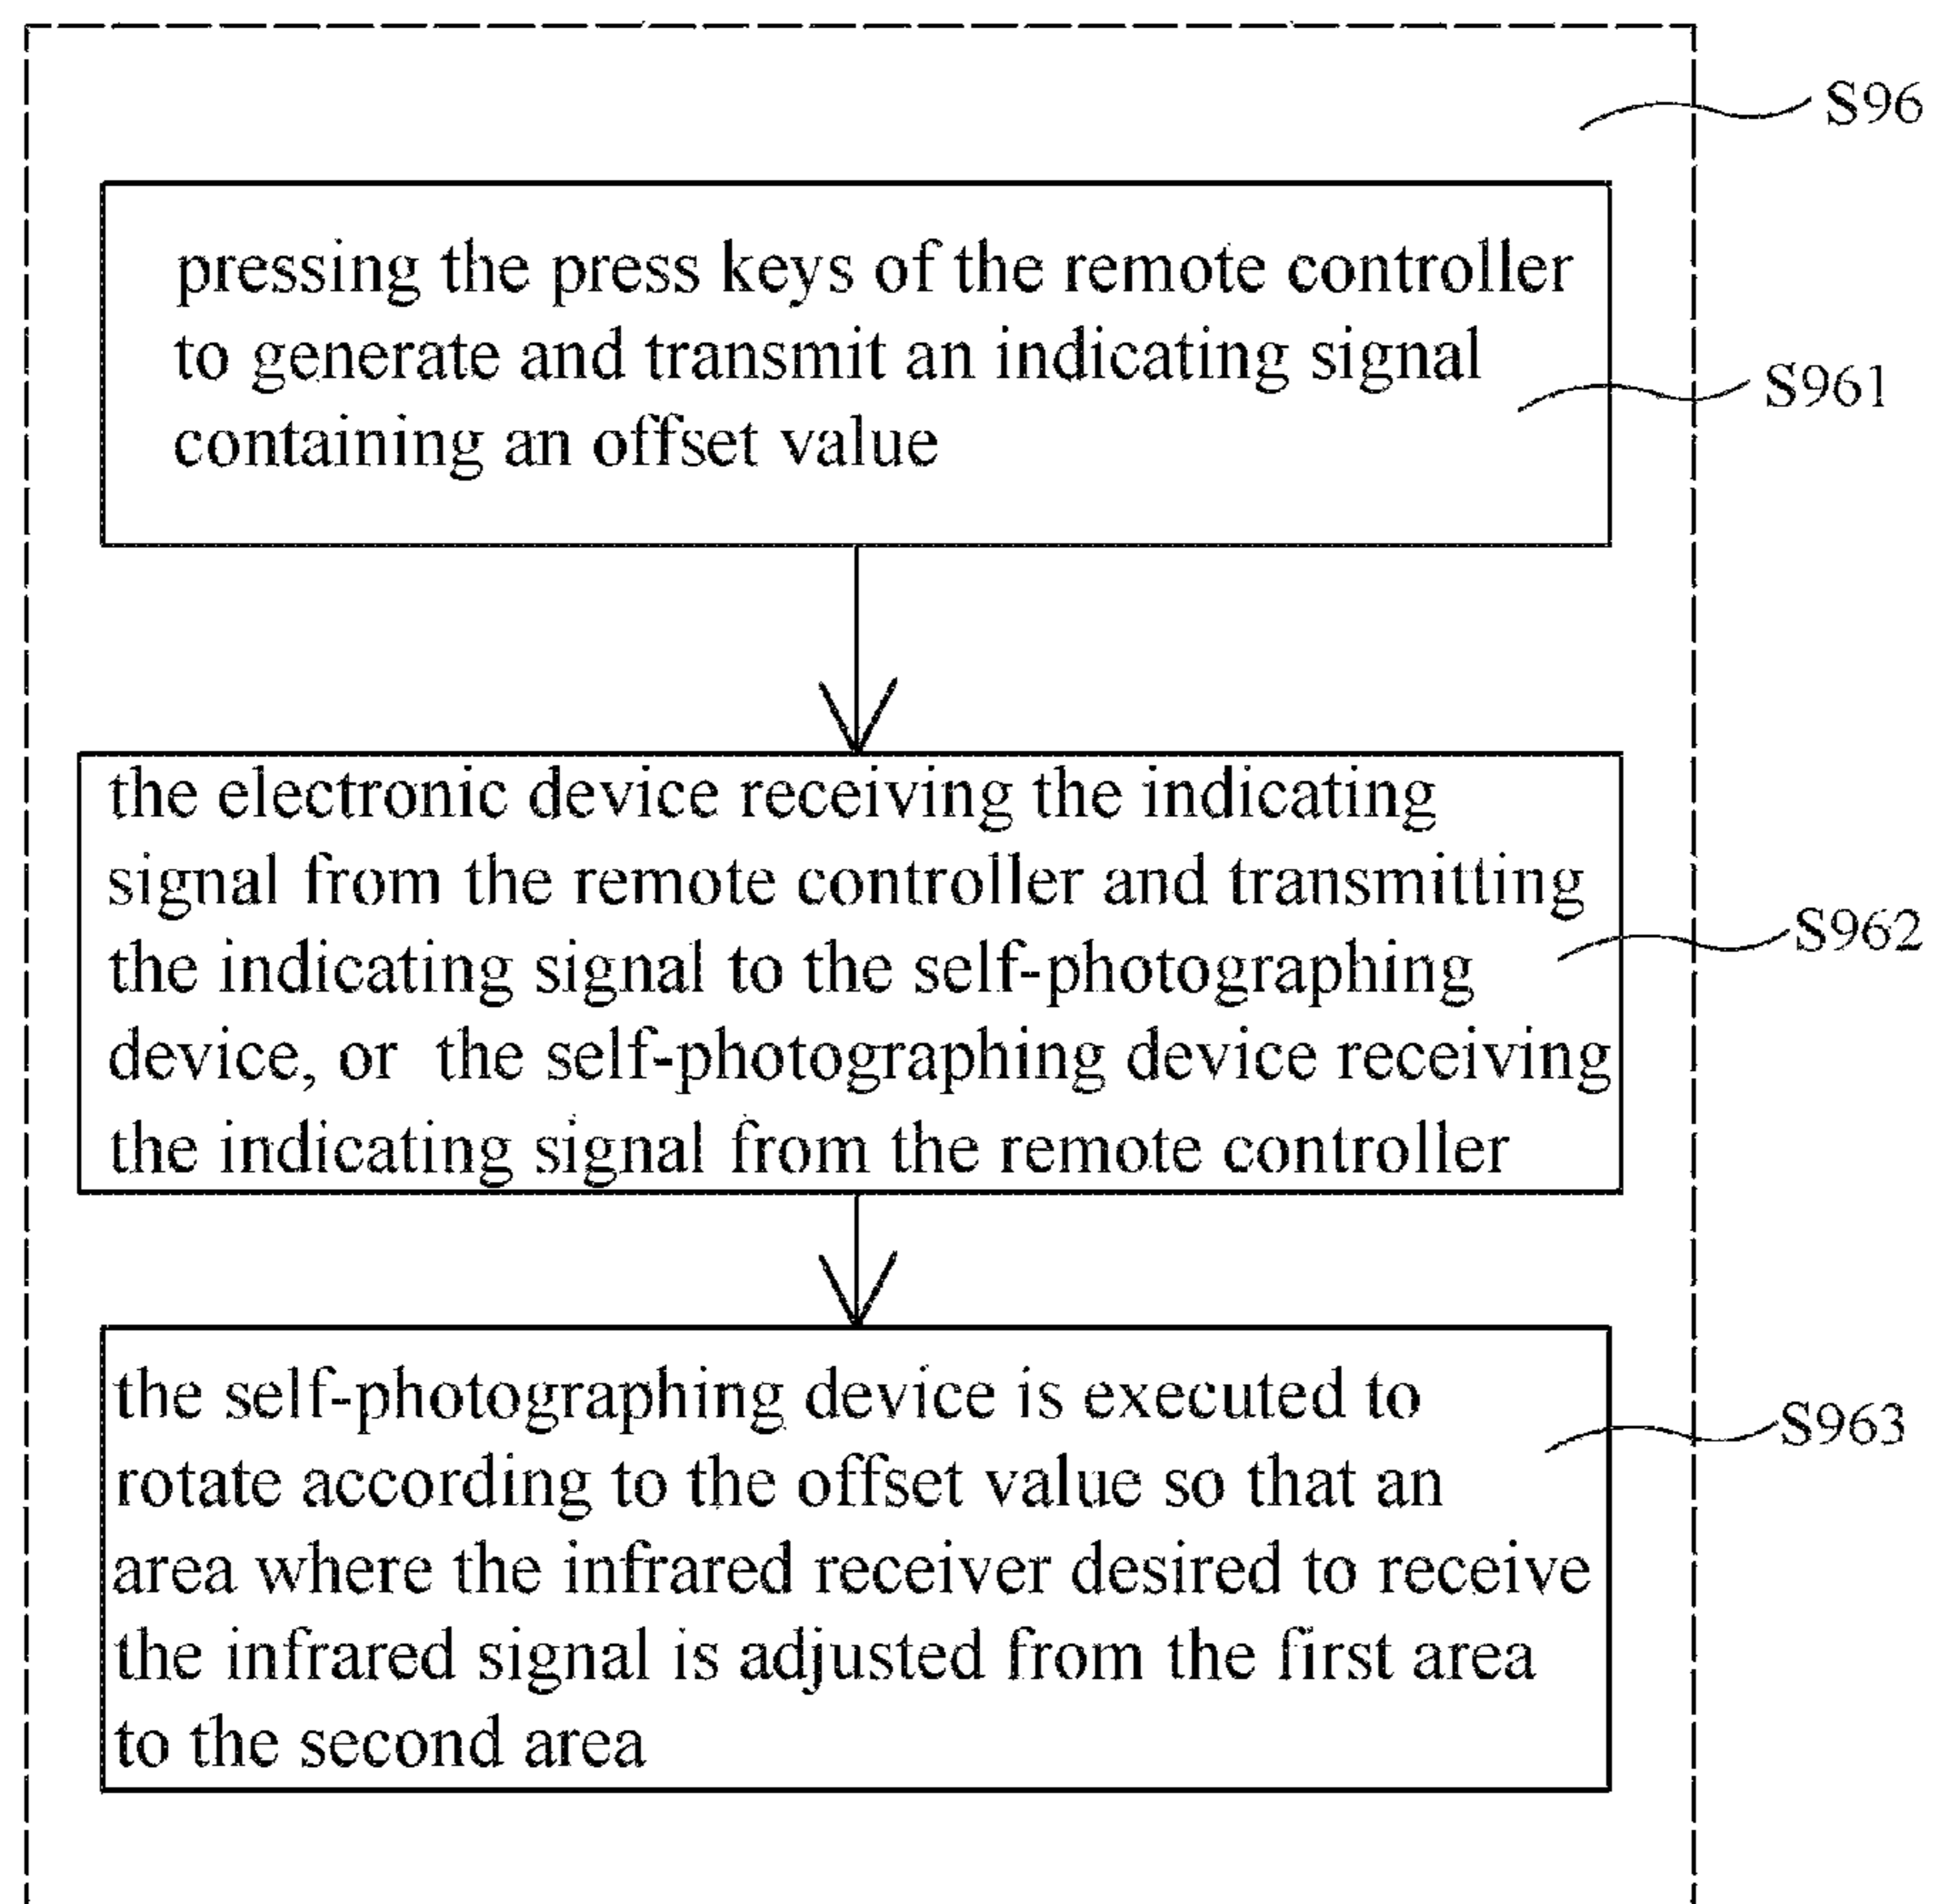 S96
pressing the press keys of the remote controller
to generate and transmit an indicating signal
containing an offset value
S961
the electronic device receiving the indicating
signal from the remote controller and transmitting
the indicating signal to the self-photographing
device, or the self-photographing device receiving
the indicating signal from the remote controller
S962
the self-photographing device is executed to
rotate according to the offset value so that an
area where the infrared receiver desired to receive
the infrared signal is adjusted from the first area
to the second area
S963